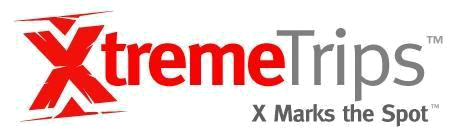 XtremeTrips™
X Marks the Spot™